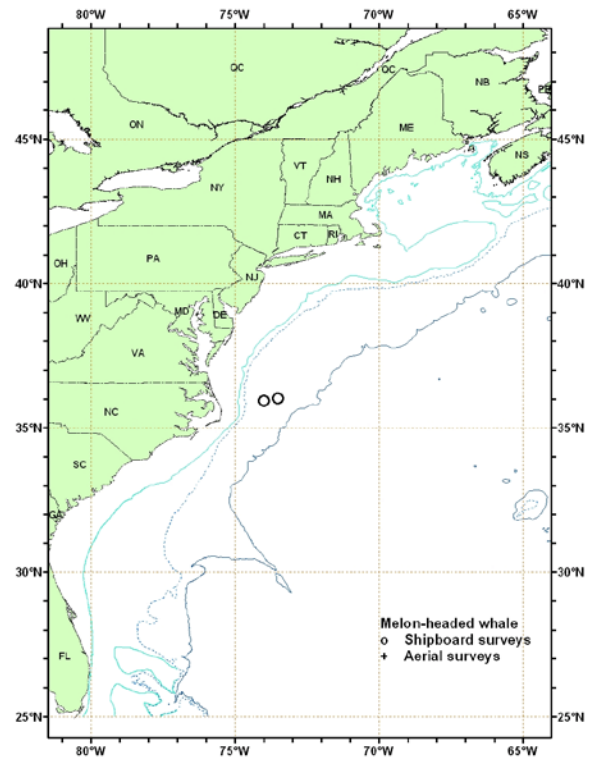 80°W 75°W 70°W 65°W
QC
QC
NB
PE
ON
ME
45°N 45°N
NS
VT
NH
NY
MA
CT RI
PA
OH
40°N 40°N
NJ
MD
DE
WV
VA
NC
35°N 35°N
SC
GA
30°N 30°N
Melon-headed whale
o Shipboard surveys
+ Aerial surveys
FL
25°N 25°N
80°W 75°W 70°W 65°W